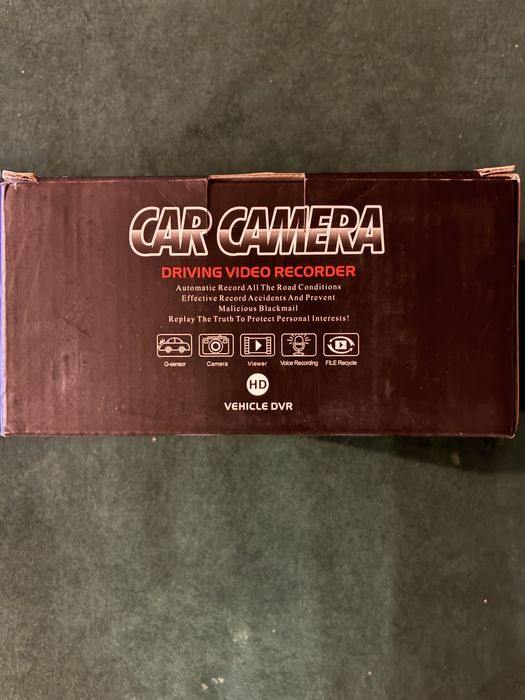 CAR CAMERA
DRIVING VIDEO RECORDER
Automatic Record All The Road Conditions
Effective Record Accidents And Prevent
Malicious Blackmail
Replay The Truth To Protect Personal Interests!
G-sensor Camera Viewer Voice Recording FILE Recycle
HD
VEHICLE DVR